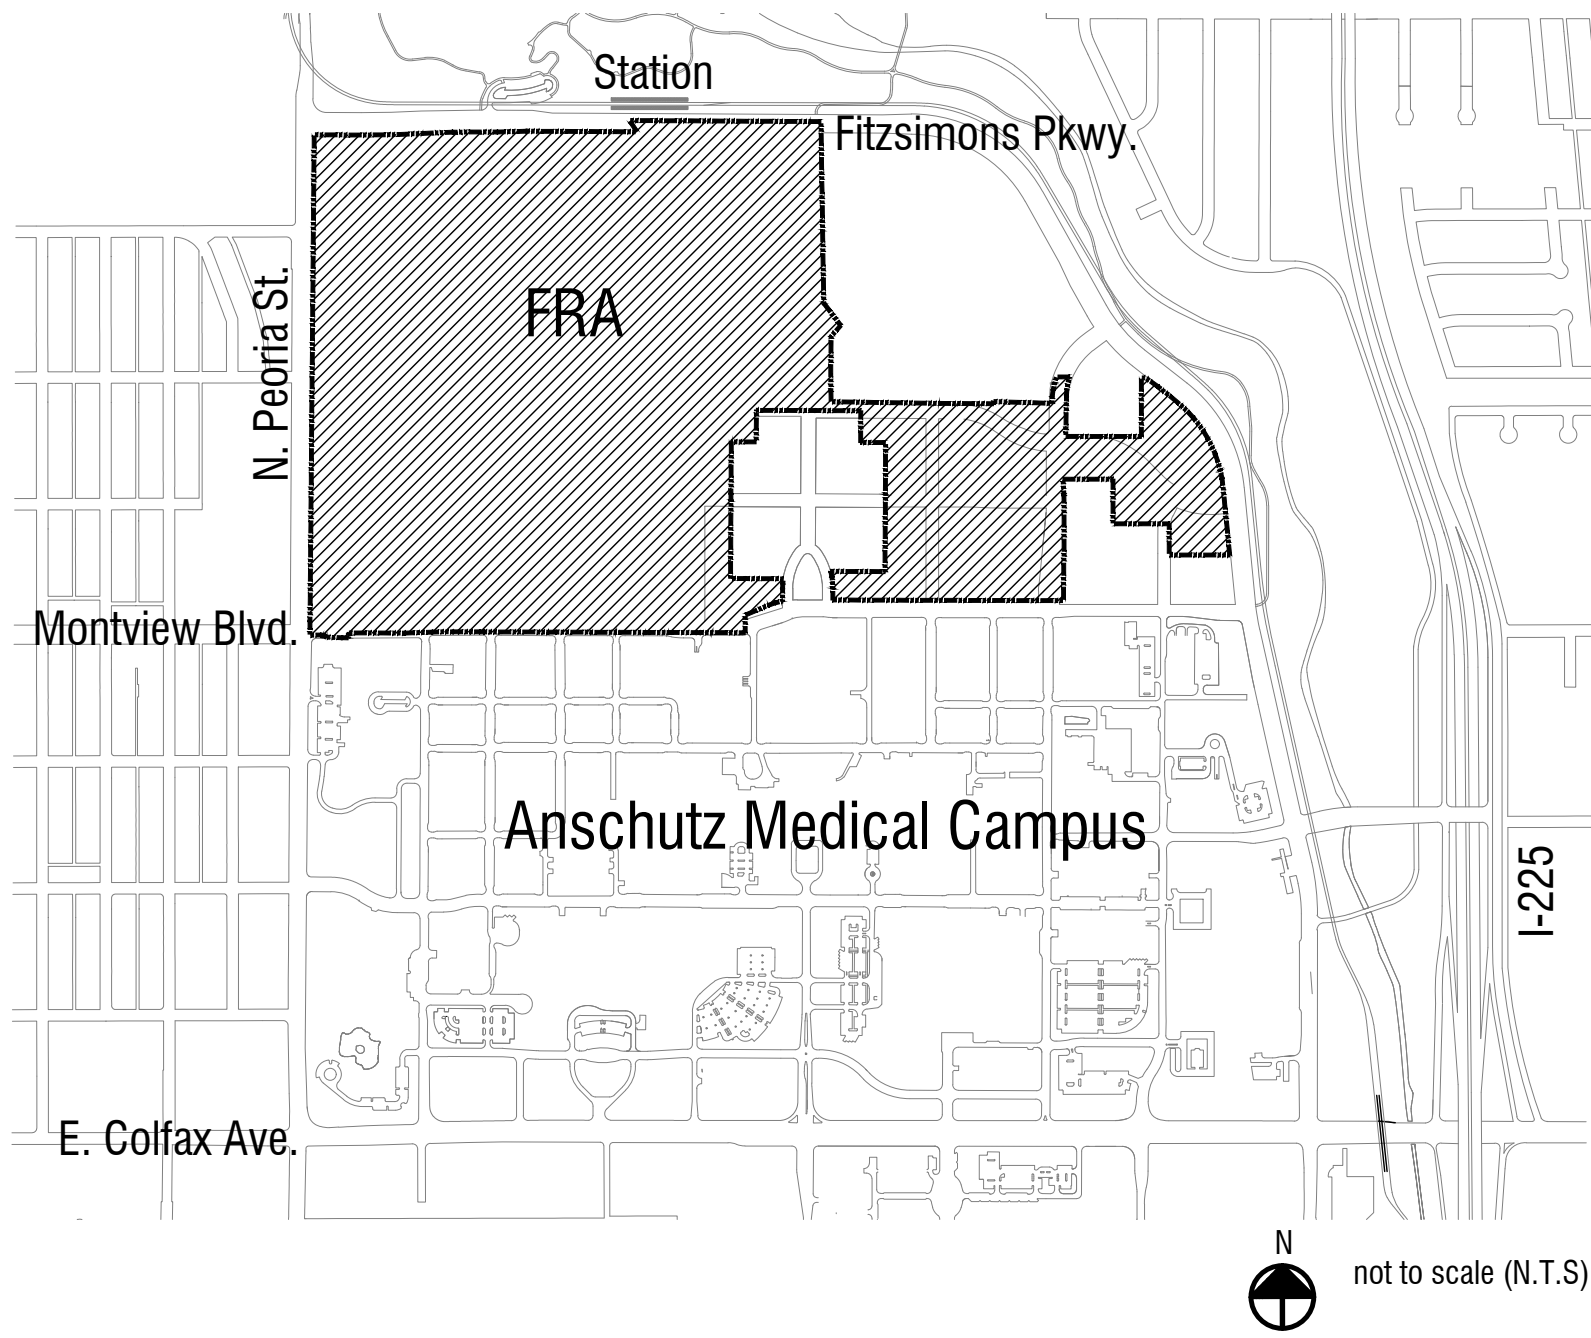 Station
Fitzsimons Pkwy.
FRA
N. Peoria St.
Montview Blvd.
Anschutz Medical Campus
I-225
E. Colfax Ave.
N
not to scale (N.T.S)